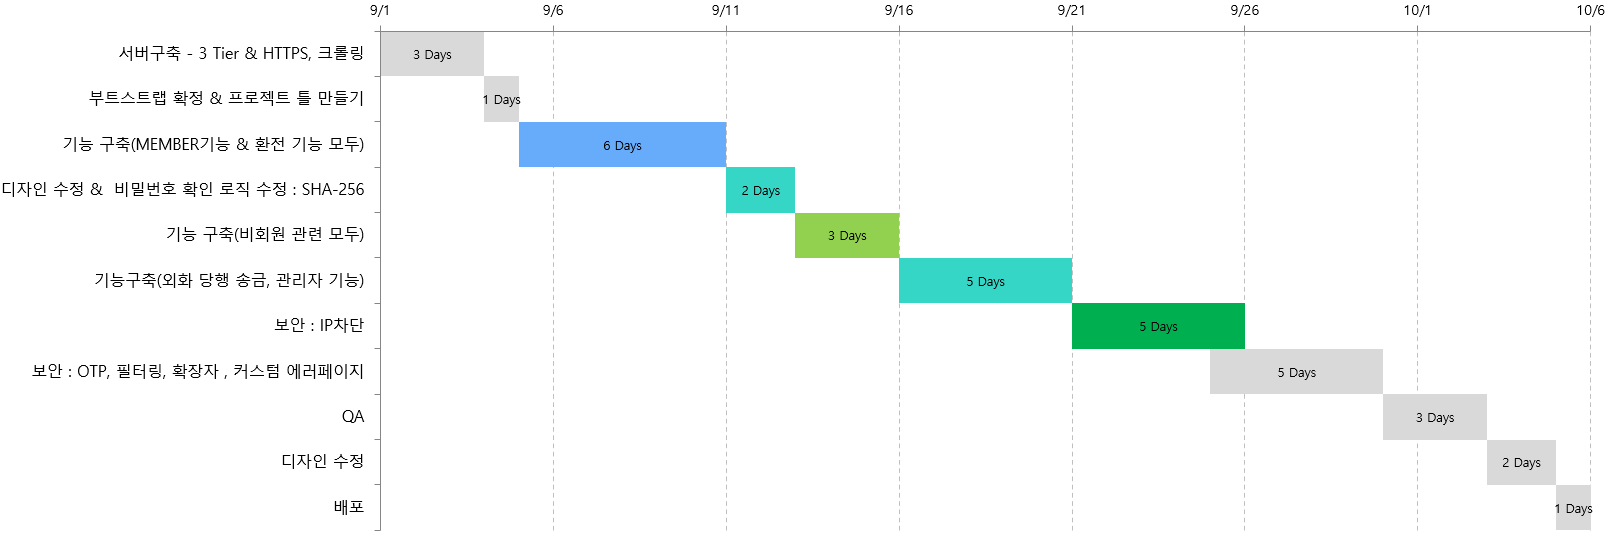 9/1 9/6 9/11 9/16 9/21 9/26 10/1 10/6
서버구축 - 3 Tier & HTTPS, 크롤링 3 Days
부트스트랩 확정 & 프로젝트 틀 만들기 1 Days
기능 구축(MEMBER기능 & 환전 기능 모두) 6 Days
디자인 수정 &  비밀번호 확인 로직 수정 : SHA-256 2 Days
기능 구축(비회원 관련 모두) 3 Days
기능구축(외화 당행 송금, 관리자 기능) 5 Days
보안 : IP차단 5 Days
보안 : OTP, 필터링, 확장자 , 커스텀 에러페이지 5 Days
QA 3 Days
디자인 수정 2 Days
배포 1 Days